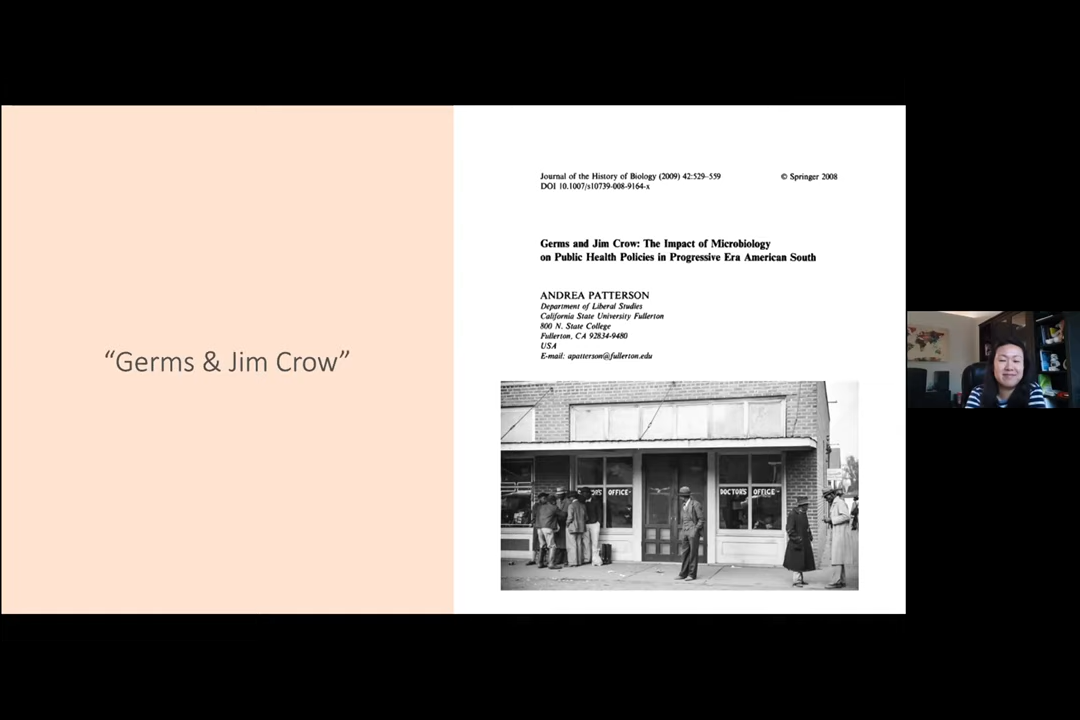 “Germs & Jim Crow”
Journal of the History of Biology (2009) 42:529–559 © Springer 2008
DOI 10.1007/s10739-008-9164-x
Germs and Jim Crow: The Impact of Microbiology
on Public Health Policies in Progressive Era American South
ANDREA PATTERSON
Department of Liberal Studies
California State University Fullerton
800 N. State College
Fullerton, CA 92834-9480
USA
E-mail: apatterson@fullerton.edu
OFFICE
DOCTOR'S OFFICE